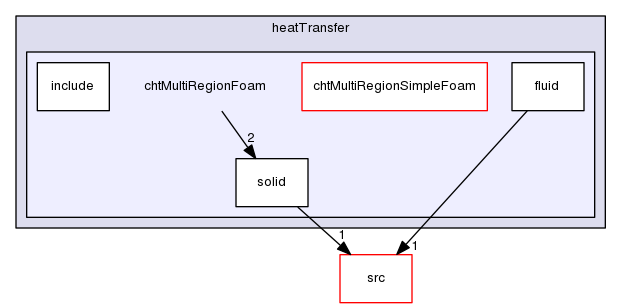 heatTransfer
include
chtMultiRegionFoam
chtMultiRegionSimpleFoam
fluid
2
solid
1
1
src